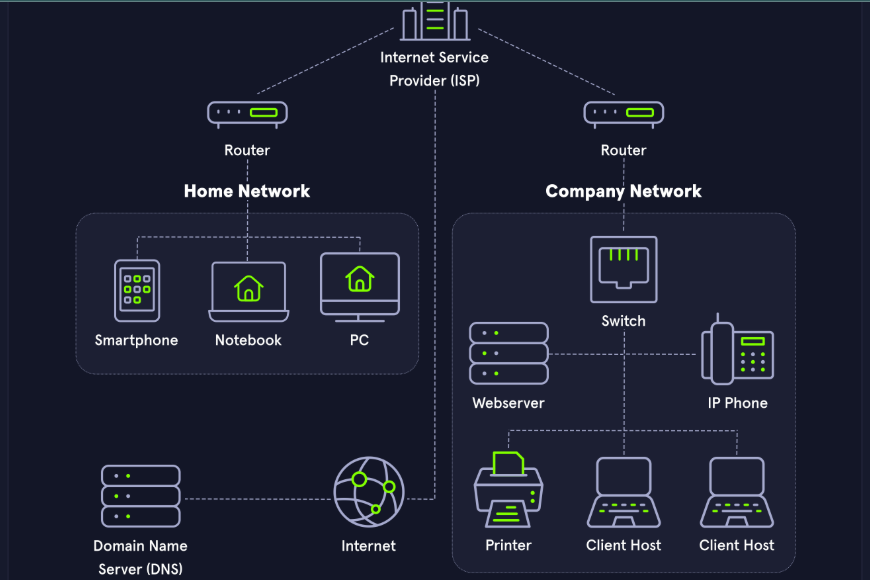 Internet Service
Provider (ISP)
Router
Router
Home Network
Company Network
Smartphone
Notebook
PC
Switch
Webserver
IP Phone
Domain Name
Server (DNS)
Internet
Printer
Client Host
Client Host